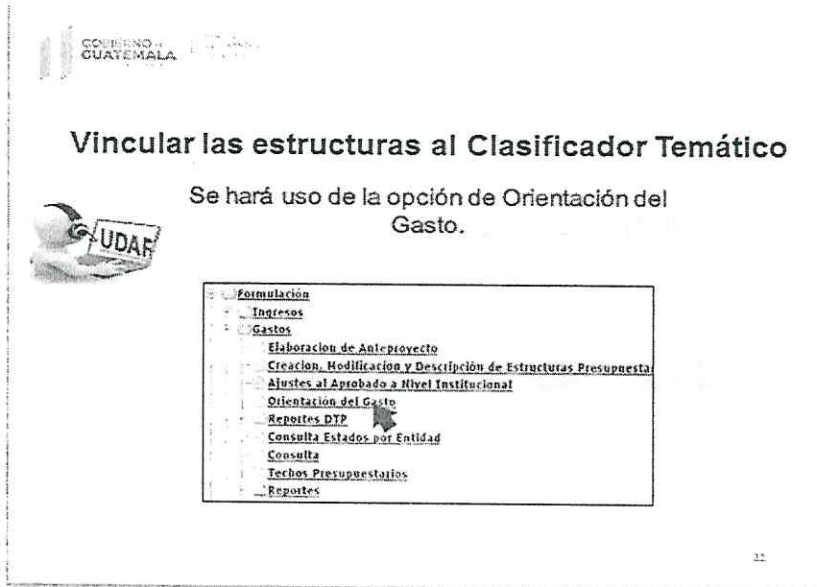 GOBIERNO de
GUATEMALA
Vincular las estructuras al Clasificador Temático
Se hará uso de la opción de Orientación del
Gasto.
UDAF
Formulación
Ingresos
Gastos
Elaboracion de Anteproyecto
Creacion, Modificacion y Descripción de Estructuras Presupuesta
Ajustes al Aprobado a Nivel Institucional
Orientación del Gasto
Reportes DTP
Consulta Estados por Entidad
Consulta
Techos Presupuestarios
Reportes
22